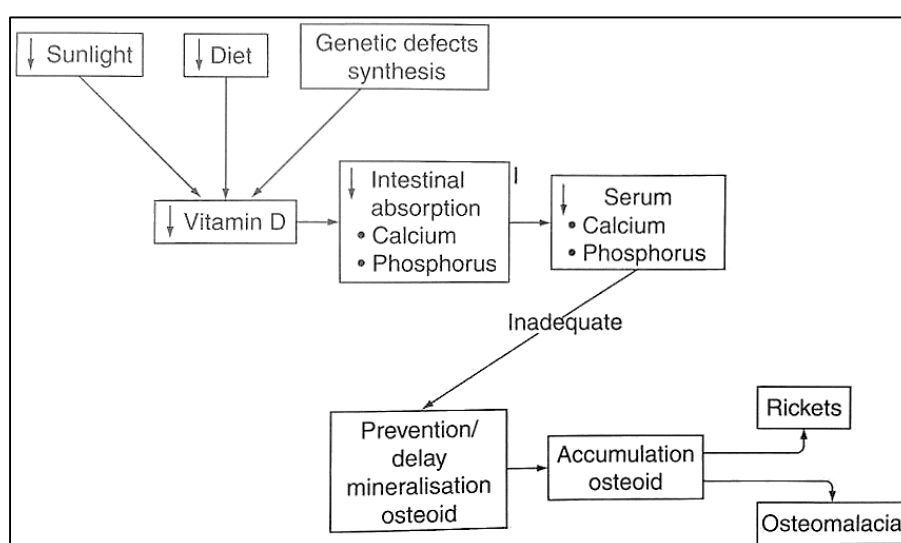 ↓ Sunlight
↓ Diet
Genetic defects
synthesis
↓ Vitamin D
↓ Intestinal
absorption
• Calcium
• Phosphorus
↓ Serum
• Calcium
• Phosphorus
Inadequate
Prevention/
delay
mineralisation
osteoid
Accumulation
osteoid
Rickets
Osteomalacia